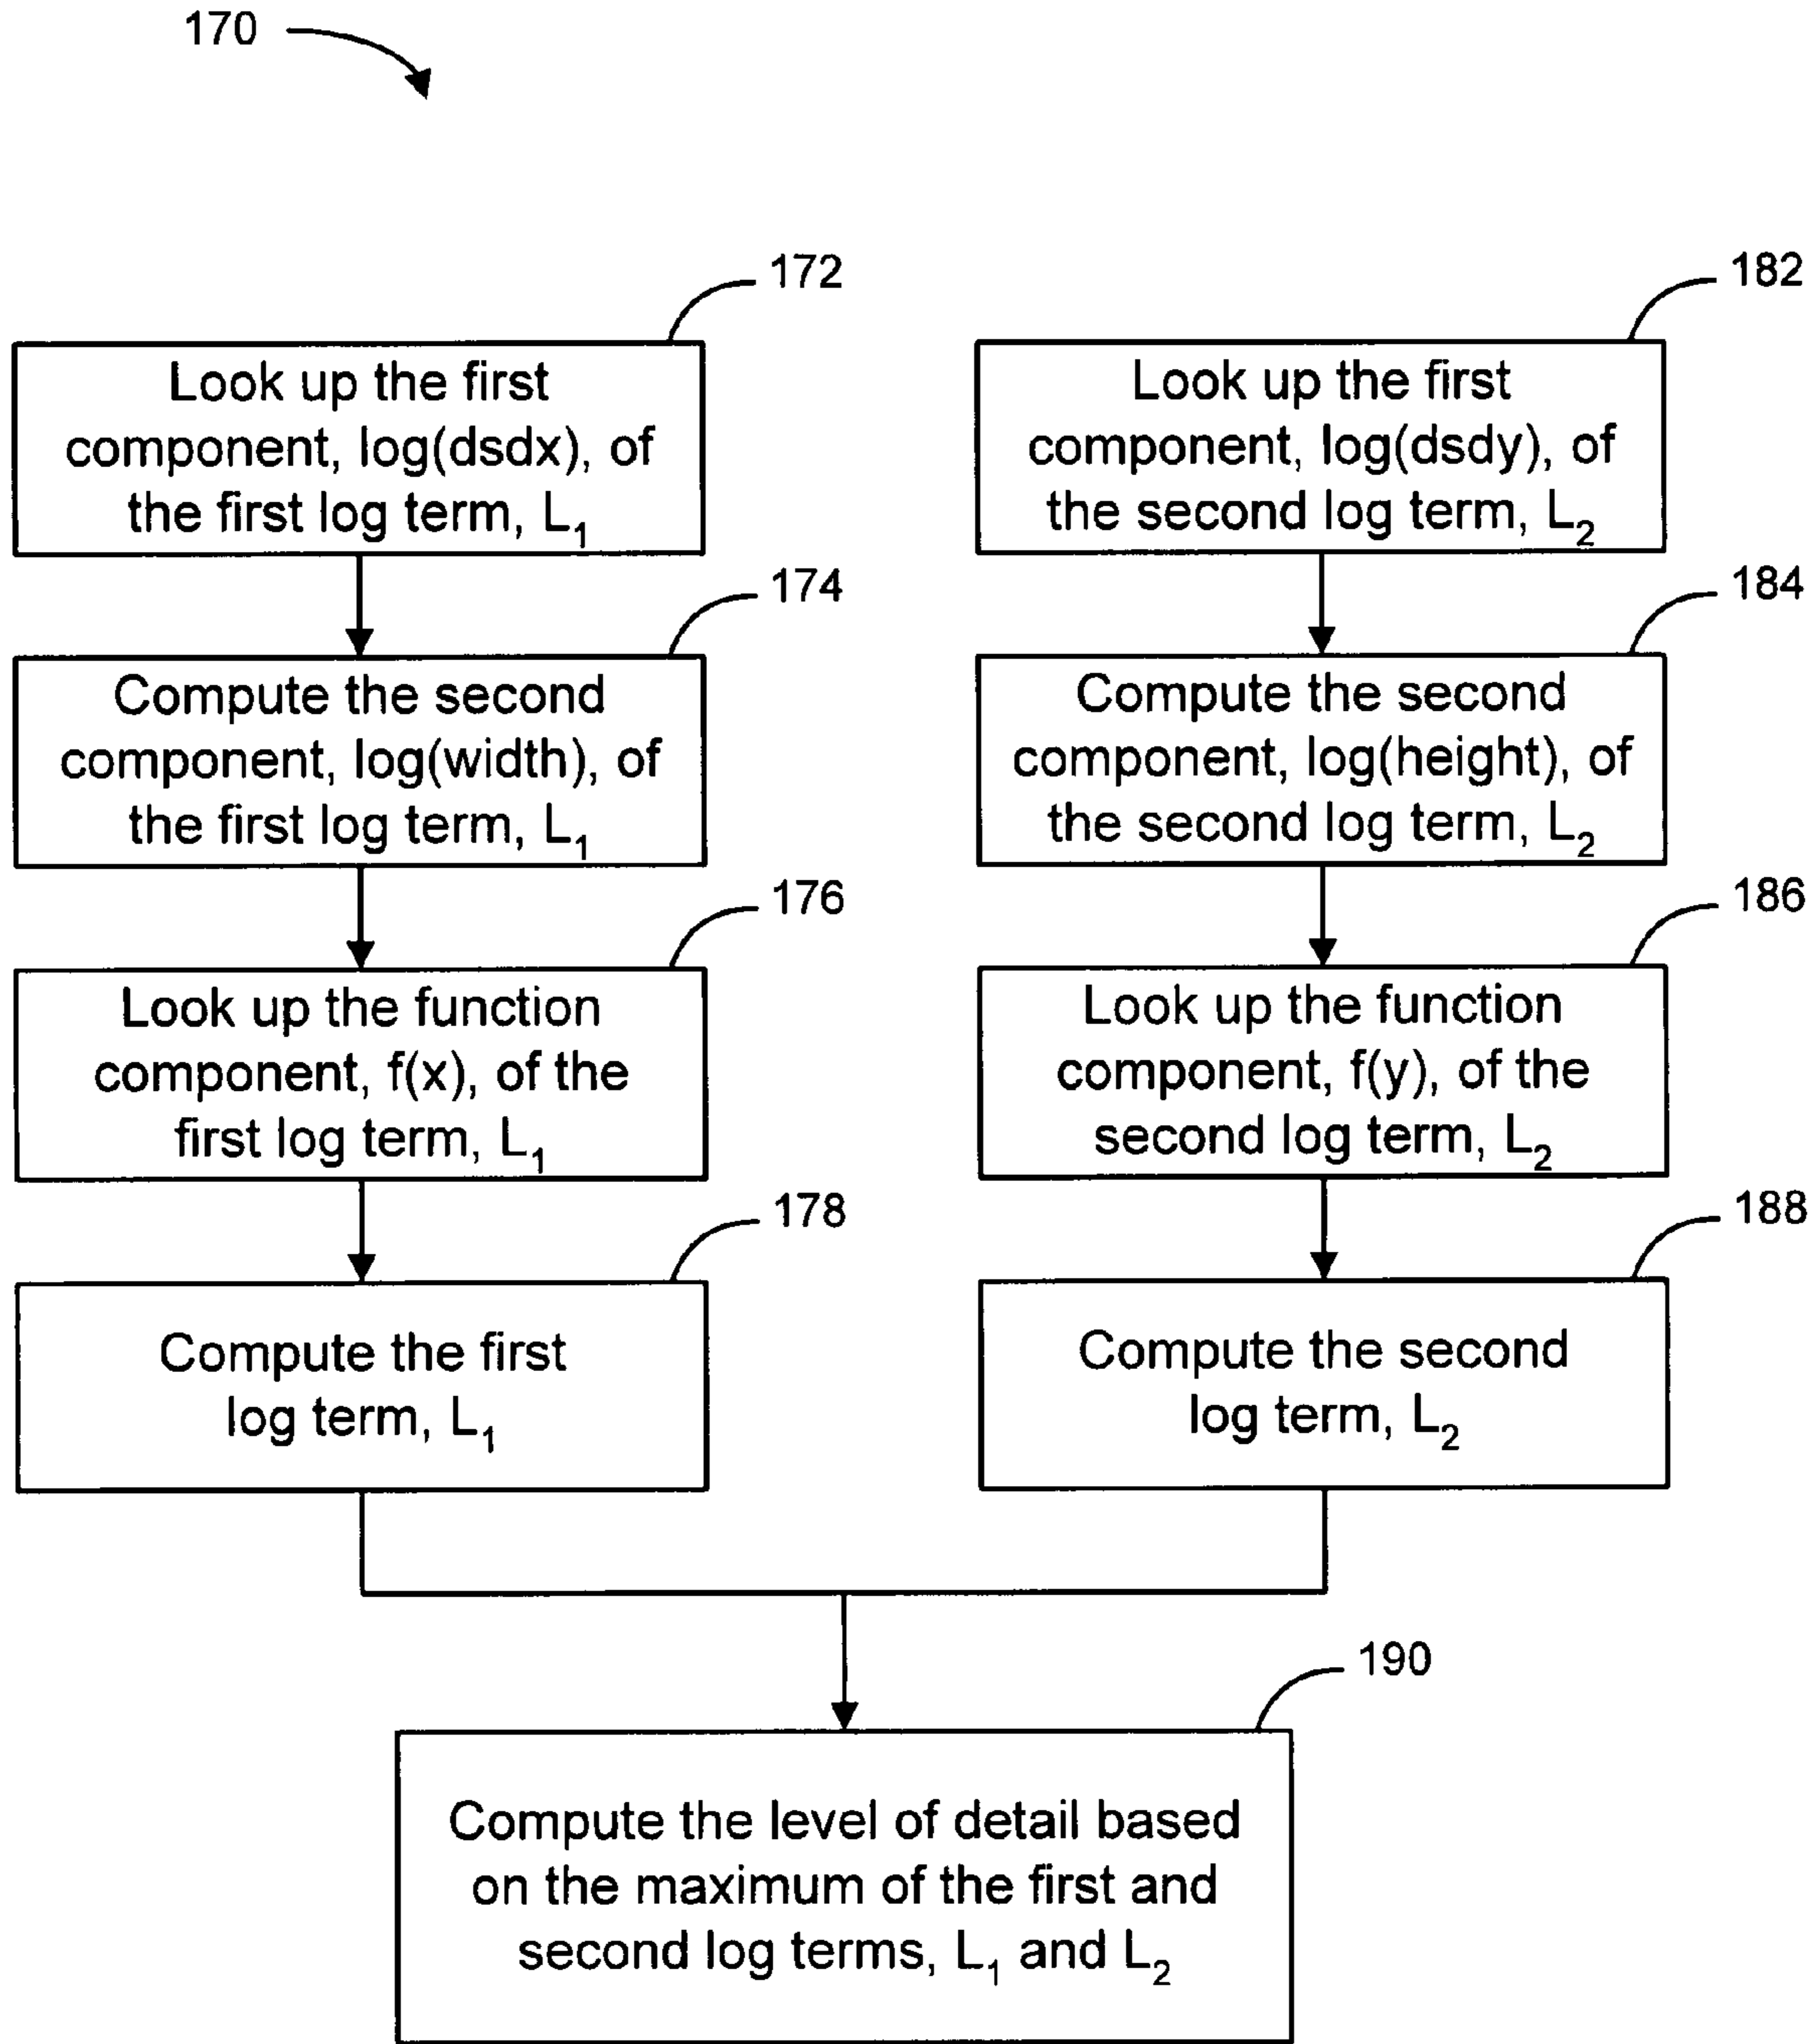 170
172
Look up the first
component, log(dsdx), of
the first log term, L₁
174
Compute the second
component, log(width), of
the first log term, L₁
176
Look up the function
component, f(x), of the
first log term, L₁
178
Compute the first
log term, L₁
182
Look up the first
component, log(dsdy), of
the second log term, L₂
184
Compute the second
component, log(height), of
the second log term, L₂
186
Look up the function
component, f(y), of the
second log term, L₂
188
Compute the second
log term, L₂
190
Compute the level of detail based
on the maximum of the first and
second log terms, L₁ and L₂